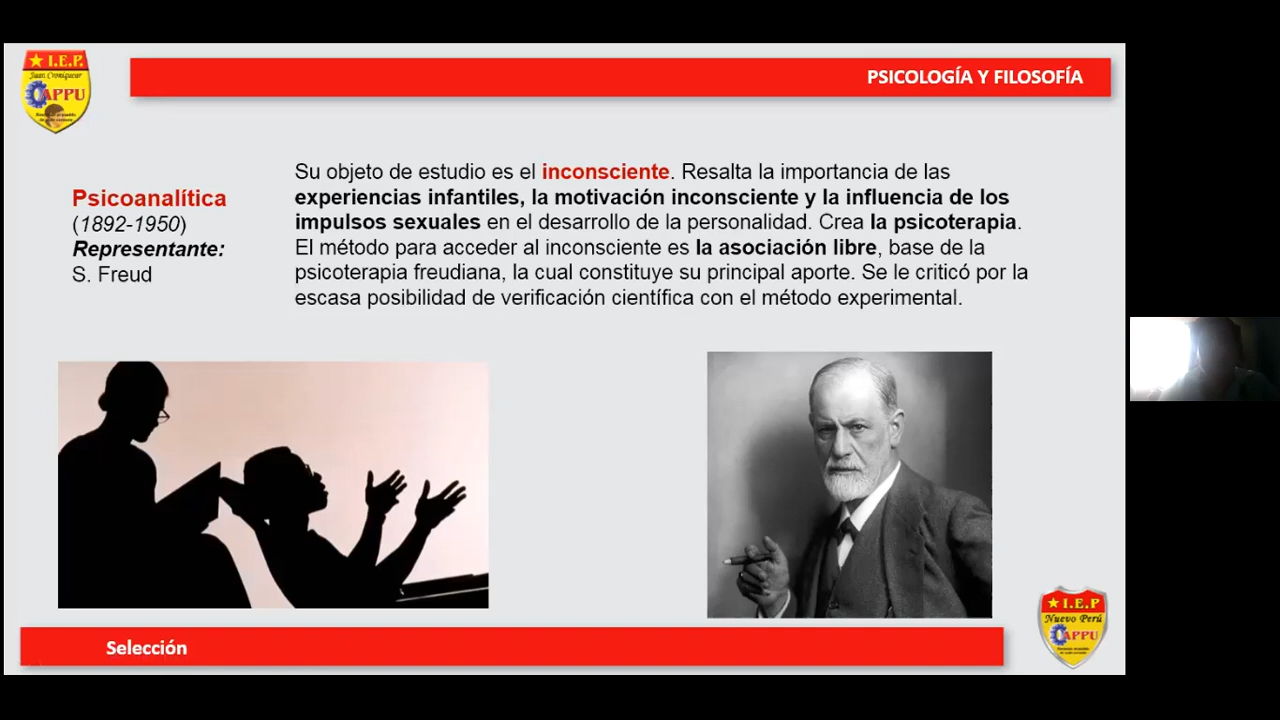 ★ I.E.P.
Juan Croniqueur
CAPPU
PSICOLOGÍA Y FILOSOFÍA
Psicoanalítica
(1892-1950)
Representante:
S. Freud
Su objeto de estudio es el inconsciente. Resalta la importancia de las
experiencias infantiles, la motivación inconsciente y la influencia de los
impulsos sexuales en el desarrollo de la personalidad. Crea la psicoterapia.
El método para acceder al inconsciente es la asociación libre, base de la
psicoterapia freudiana, la cual constituye su principal aporte. Se le criticó por la
escasa posibilidad de verificación científica con el método experimental.
Selección
★ I.E.P
Nuevo Perú
CAPPU